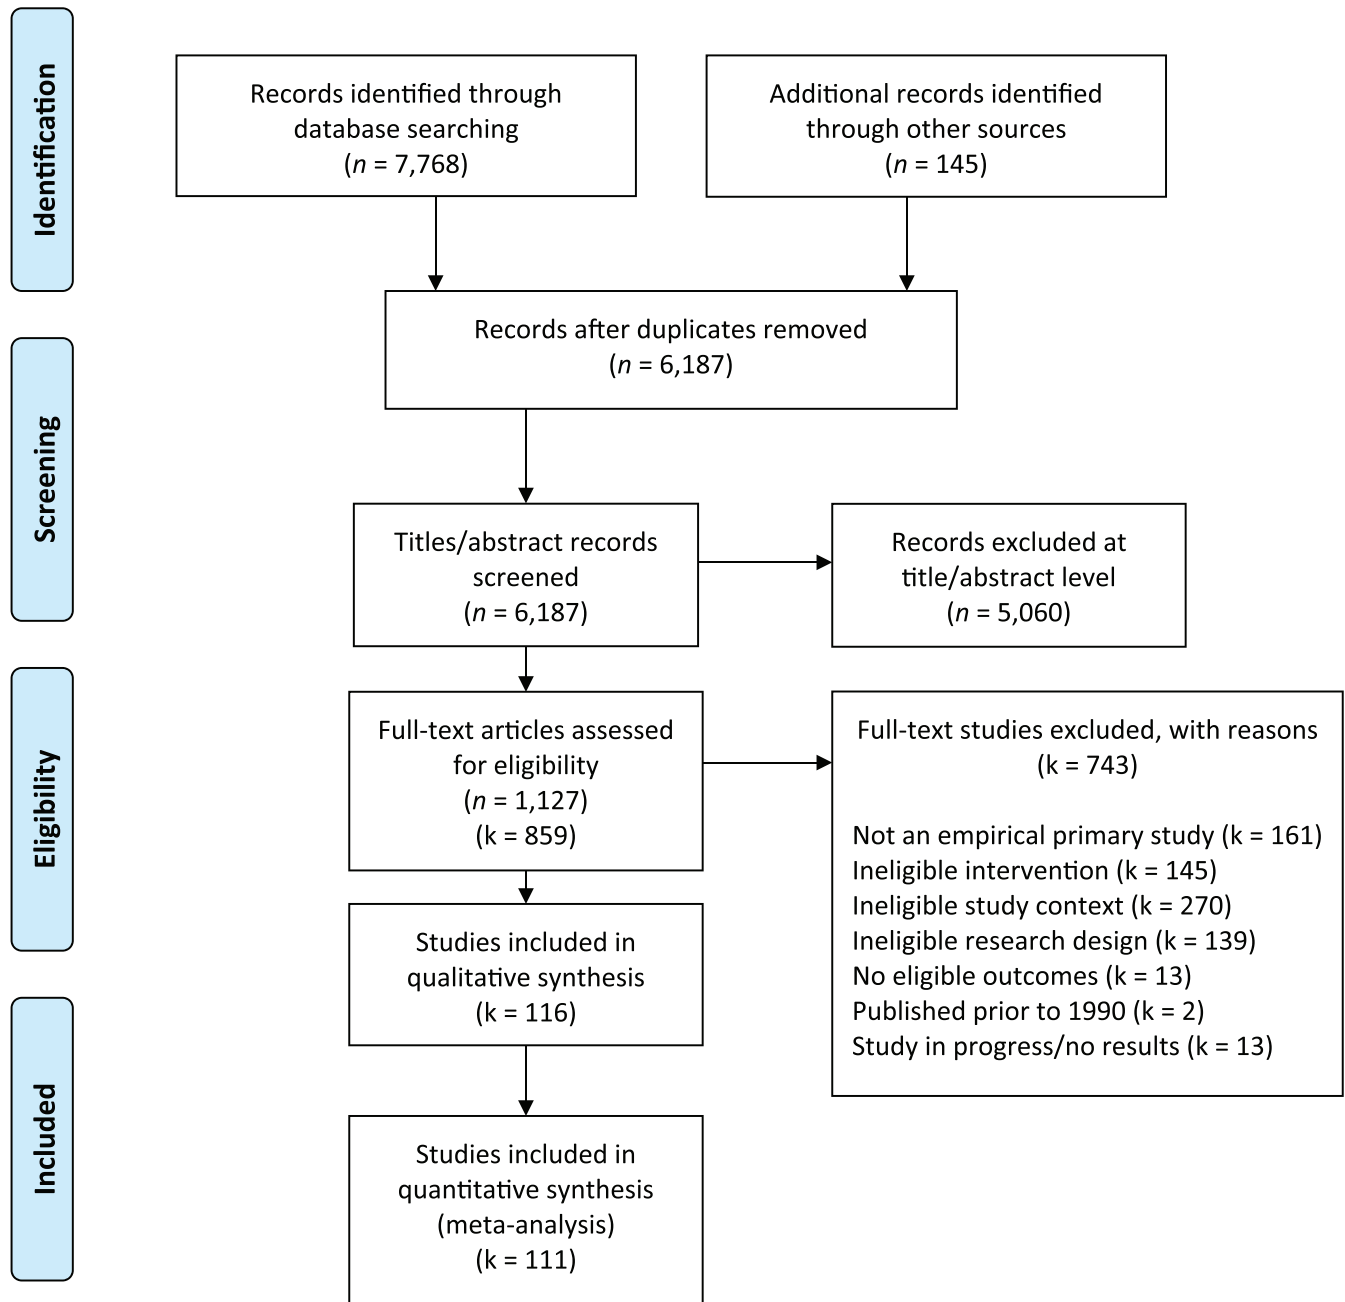 Identification
Records identified through
database searching
(n = 7,768)
Additional records identified
through other sources
(n = 145)
Records after duplicates removed
(n = 6,187)
Screening
Titles/abstract records
screened
(n = 6,187)
Records excluded at
title/abstract level
(n = 5,060)
Eligibility
Full-text articles assessed
for eligibility
(n = 1,127)
(k = 859)
Full-text studies excluded, with reasons
(k = 743)
Not an empirical primary study (k = 161)
Ineligible intervention (k = 145)
Ineligible study context (k = 270)
Ineligible research design (k = 139)
No eligible outcomes (k = 13)
Published prior to 1990 (k = 2)
Study in progress/no results (k = 13)
Studies included in
qualitative synthesis
(k = 116)
Included
Studies included in
quantitative synthesis
(meta-analysis)
(k = 111)